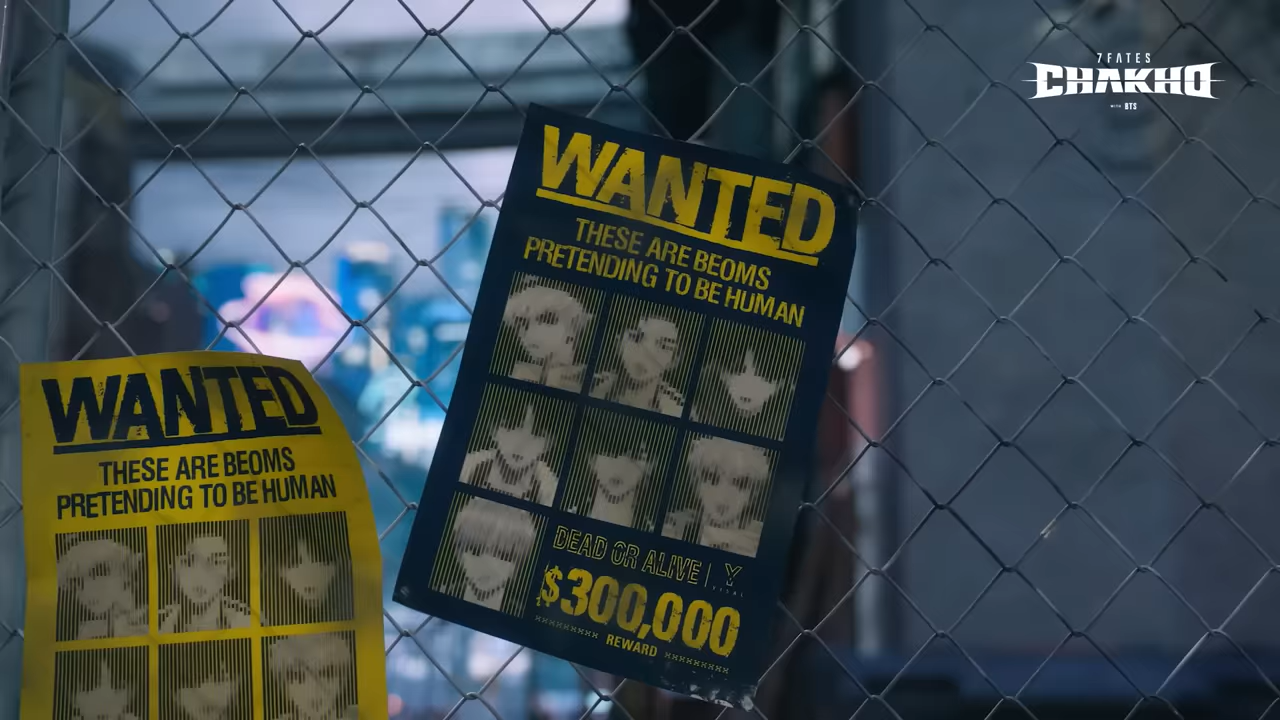 7FATES
CHAKHO
WITH BTS
WANTED
THESE ARE BEOMS
PRETENDING TO BE HUMAN
DEAD OR ALIVE
$300,000
REWARD
WANTED
THESE ARE BEOMS
PRETENDING TO BE HUMAN